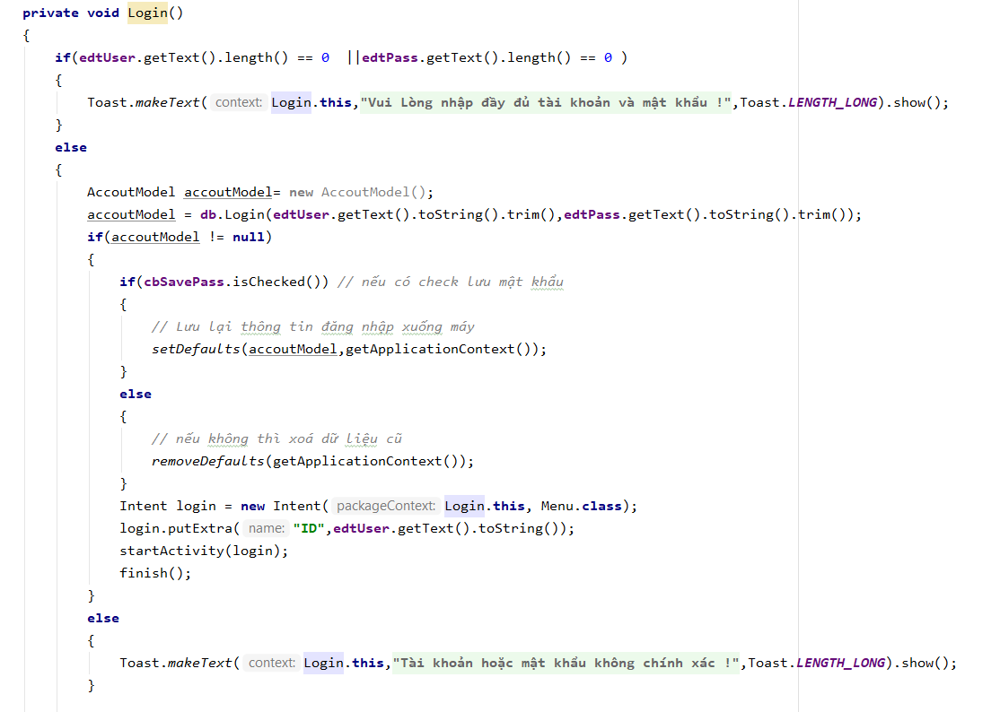 private void Login()
{
if(edtUser.getText().length() == 0  ||edtPass.getText().length() == 0 )
{
Toast.makeText( context: Login.this,"Vui Lòng nhập đầy đủ tài khoản và mật khẩu !",Toast.LENGTH_LONG).show();
}
else
{
AccoutModel accoutModel= new AccoutModel();
accoutModel = db.Login(edtUser.getText().toString().trim(),edtPass.getText().toString().trim());
if(accoutModel != null)
{
if(cbSavePass.isChecked()) // nếu có check lưu mật khẩu
{
// Lưu lại thông tin đăng nhập xuống máy
setDefaults(accoutModel,getApplicationContext());
}
else
{
// nếu không thì xoá dữ liệu cũ
removeDefaults(getApplicationContext());
}
Intent login = new Intent( packageContext: Login.this, Menu.class);
login.putExtra( name: "ID",edtUser.getText().toString());
startActivity(login);
finish();
}
else
{
Toast.makeText( context: Login.this,"Tài khoản hoặc mật khẩu không chính xác !",Toast.LENGTH_LONG).show();
}